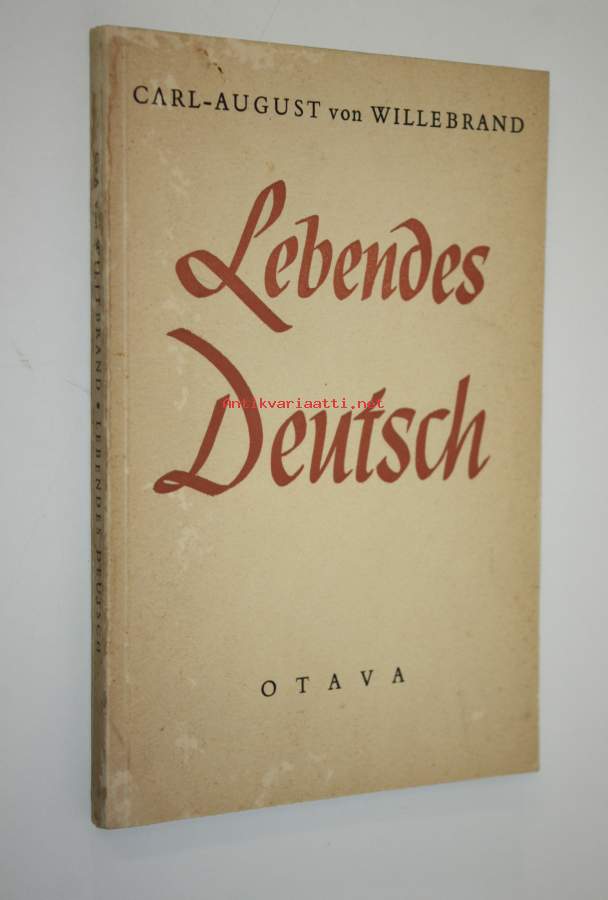 CARL-AUGUST von WILLEBRAND
Lebendes
Deutsch
antikvariaatti.net
OTAVA
WILLEBRAND • LEBENDES DEUTSCH